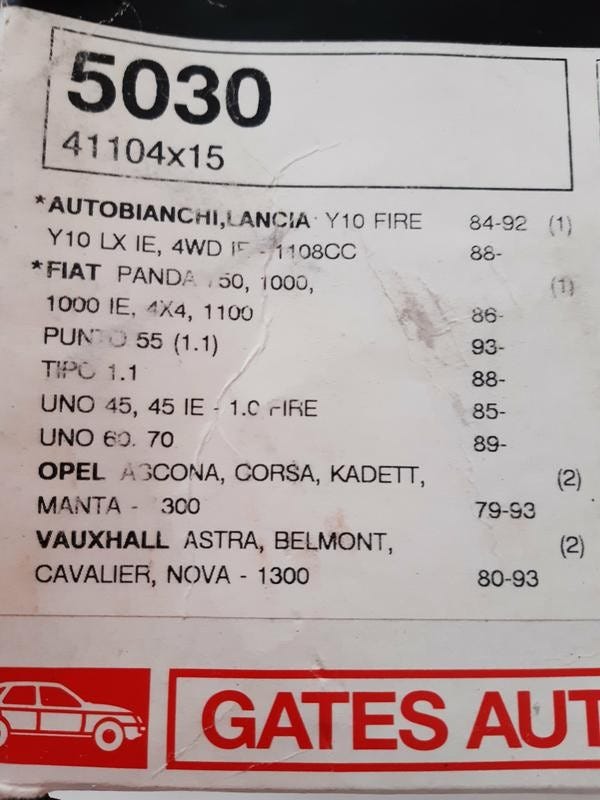 5030
41104x15
*AUTOBIANCHI,LANCIA Y10 FIRE 84-92 (1)
Y10 LX IE, 4WD IE - 1108CC 88-
*FIAT PANDA 750, 1000, (1)
1000 IE, 4X4, 1100 86-
PUNTO 55 (1.1) 93-
TIPO 1.1 88-
UNO 45, 45 IE - 1.0 FIRE 85-
UNO 60. 70 89-
OPEL ASCONA, CORSA, KADETT, (2)
MANTA - 1300 79-93
VAUXHALL ASTRA, BELMONT, (2)
CAVALIER, NOVA - 1300 80-93
GATES AUT